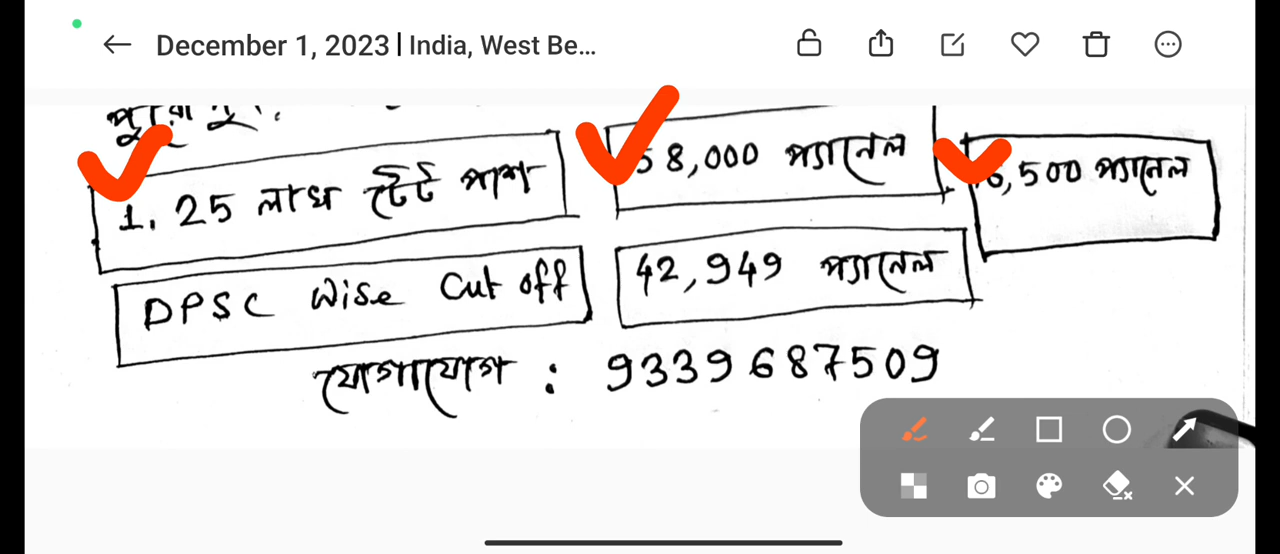 December 1, 2023 | India, West Be...
1. 25 লাখ টেট পাশ
58,000 প্যানেল
6,500 প্যানেল
DPSC Wise Cut off
42,949 প্যানেল
যোগাযোগ : 9339687509